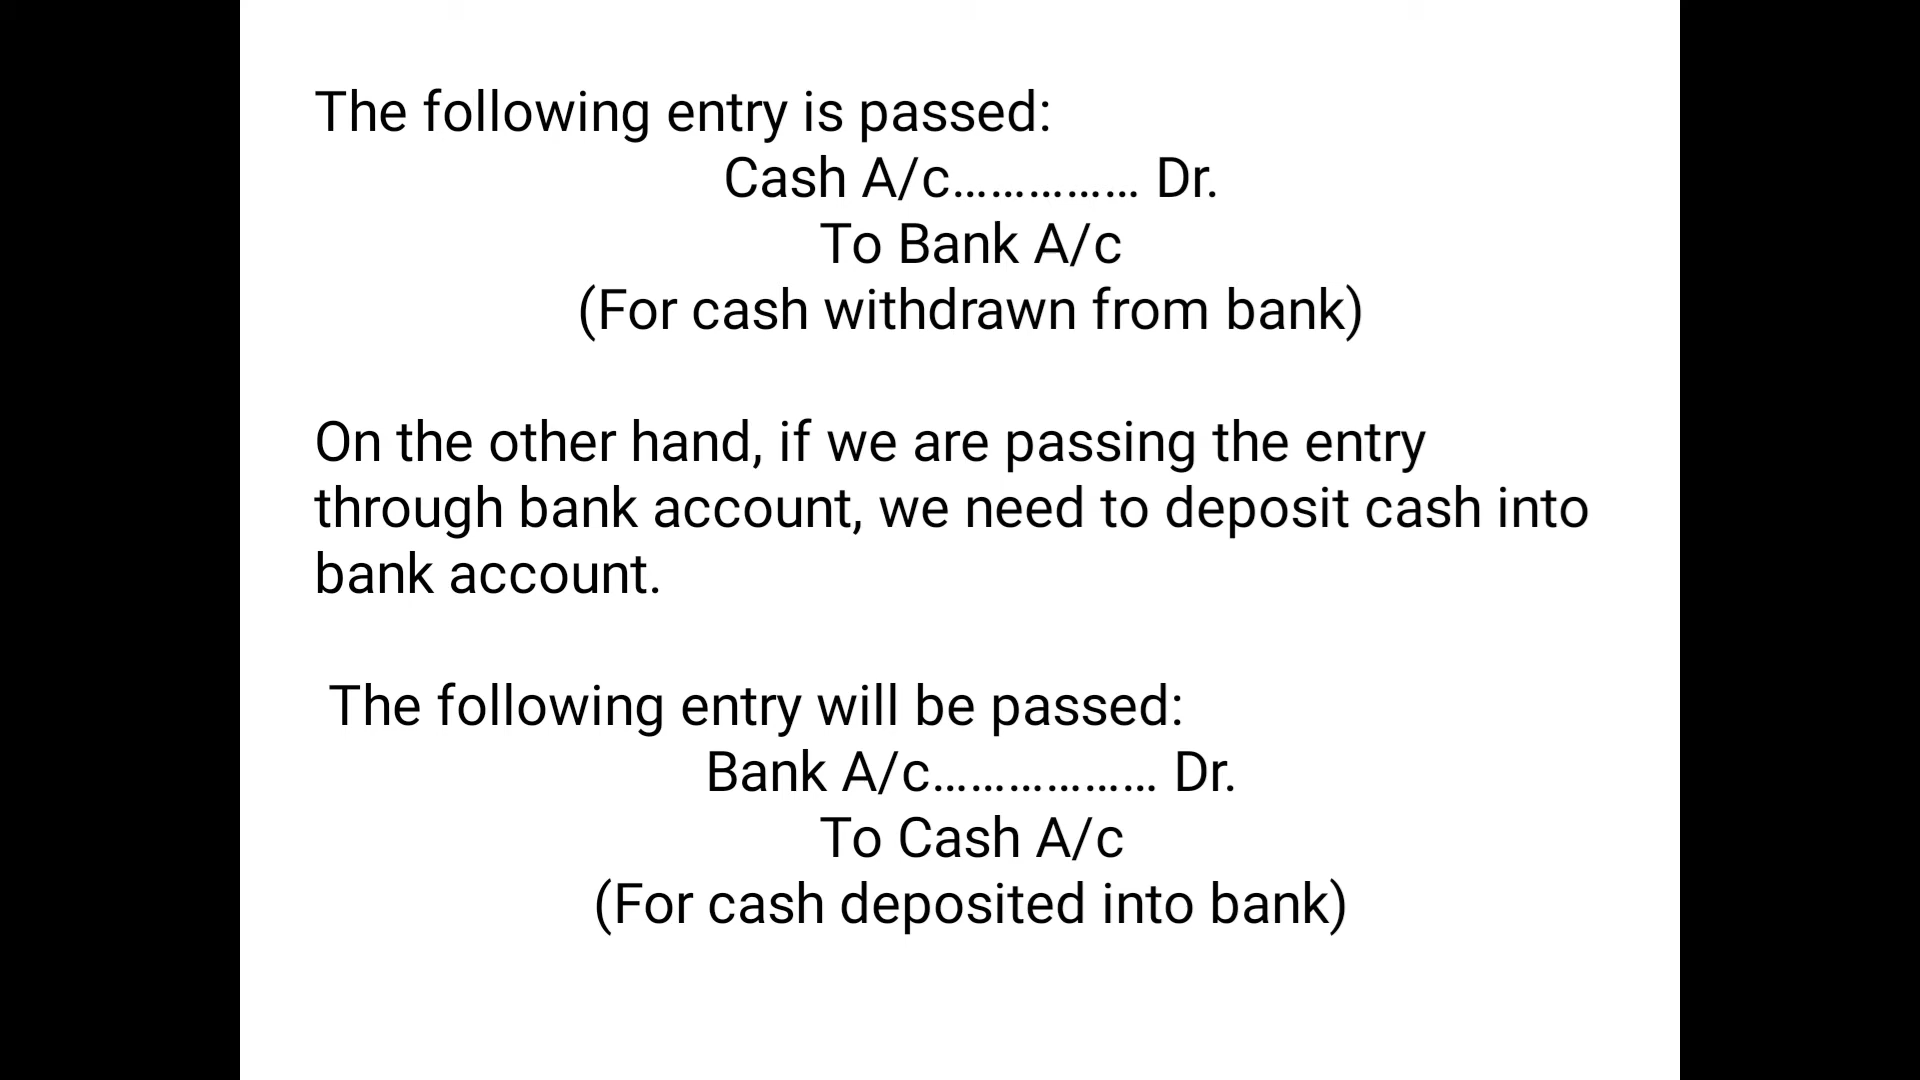 The following entry is passed:
Cash A/c…………… Dr.
To Bank A/c
(For cash withdrawn from bank)
On the other hand, if we are passing the entry
through bank account, we need to deposit cash into
bank account.
The following entry will be passed:
Bank A/c……………… Dr.
To Cash A/c
(For cash deposited into bank)